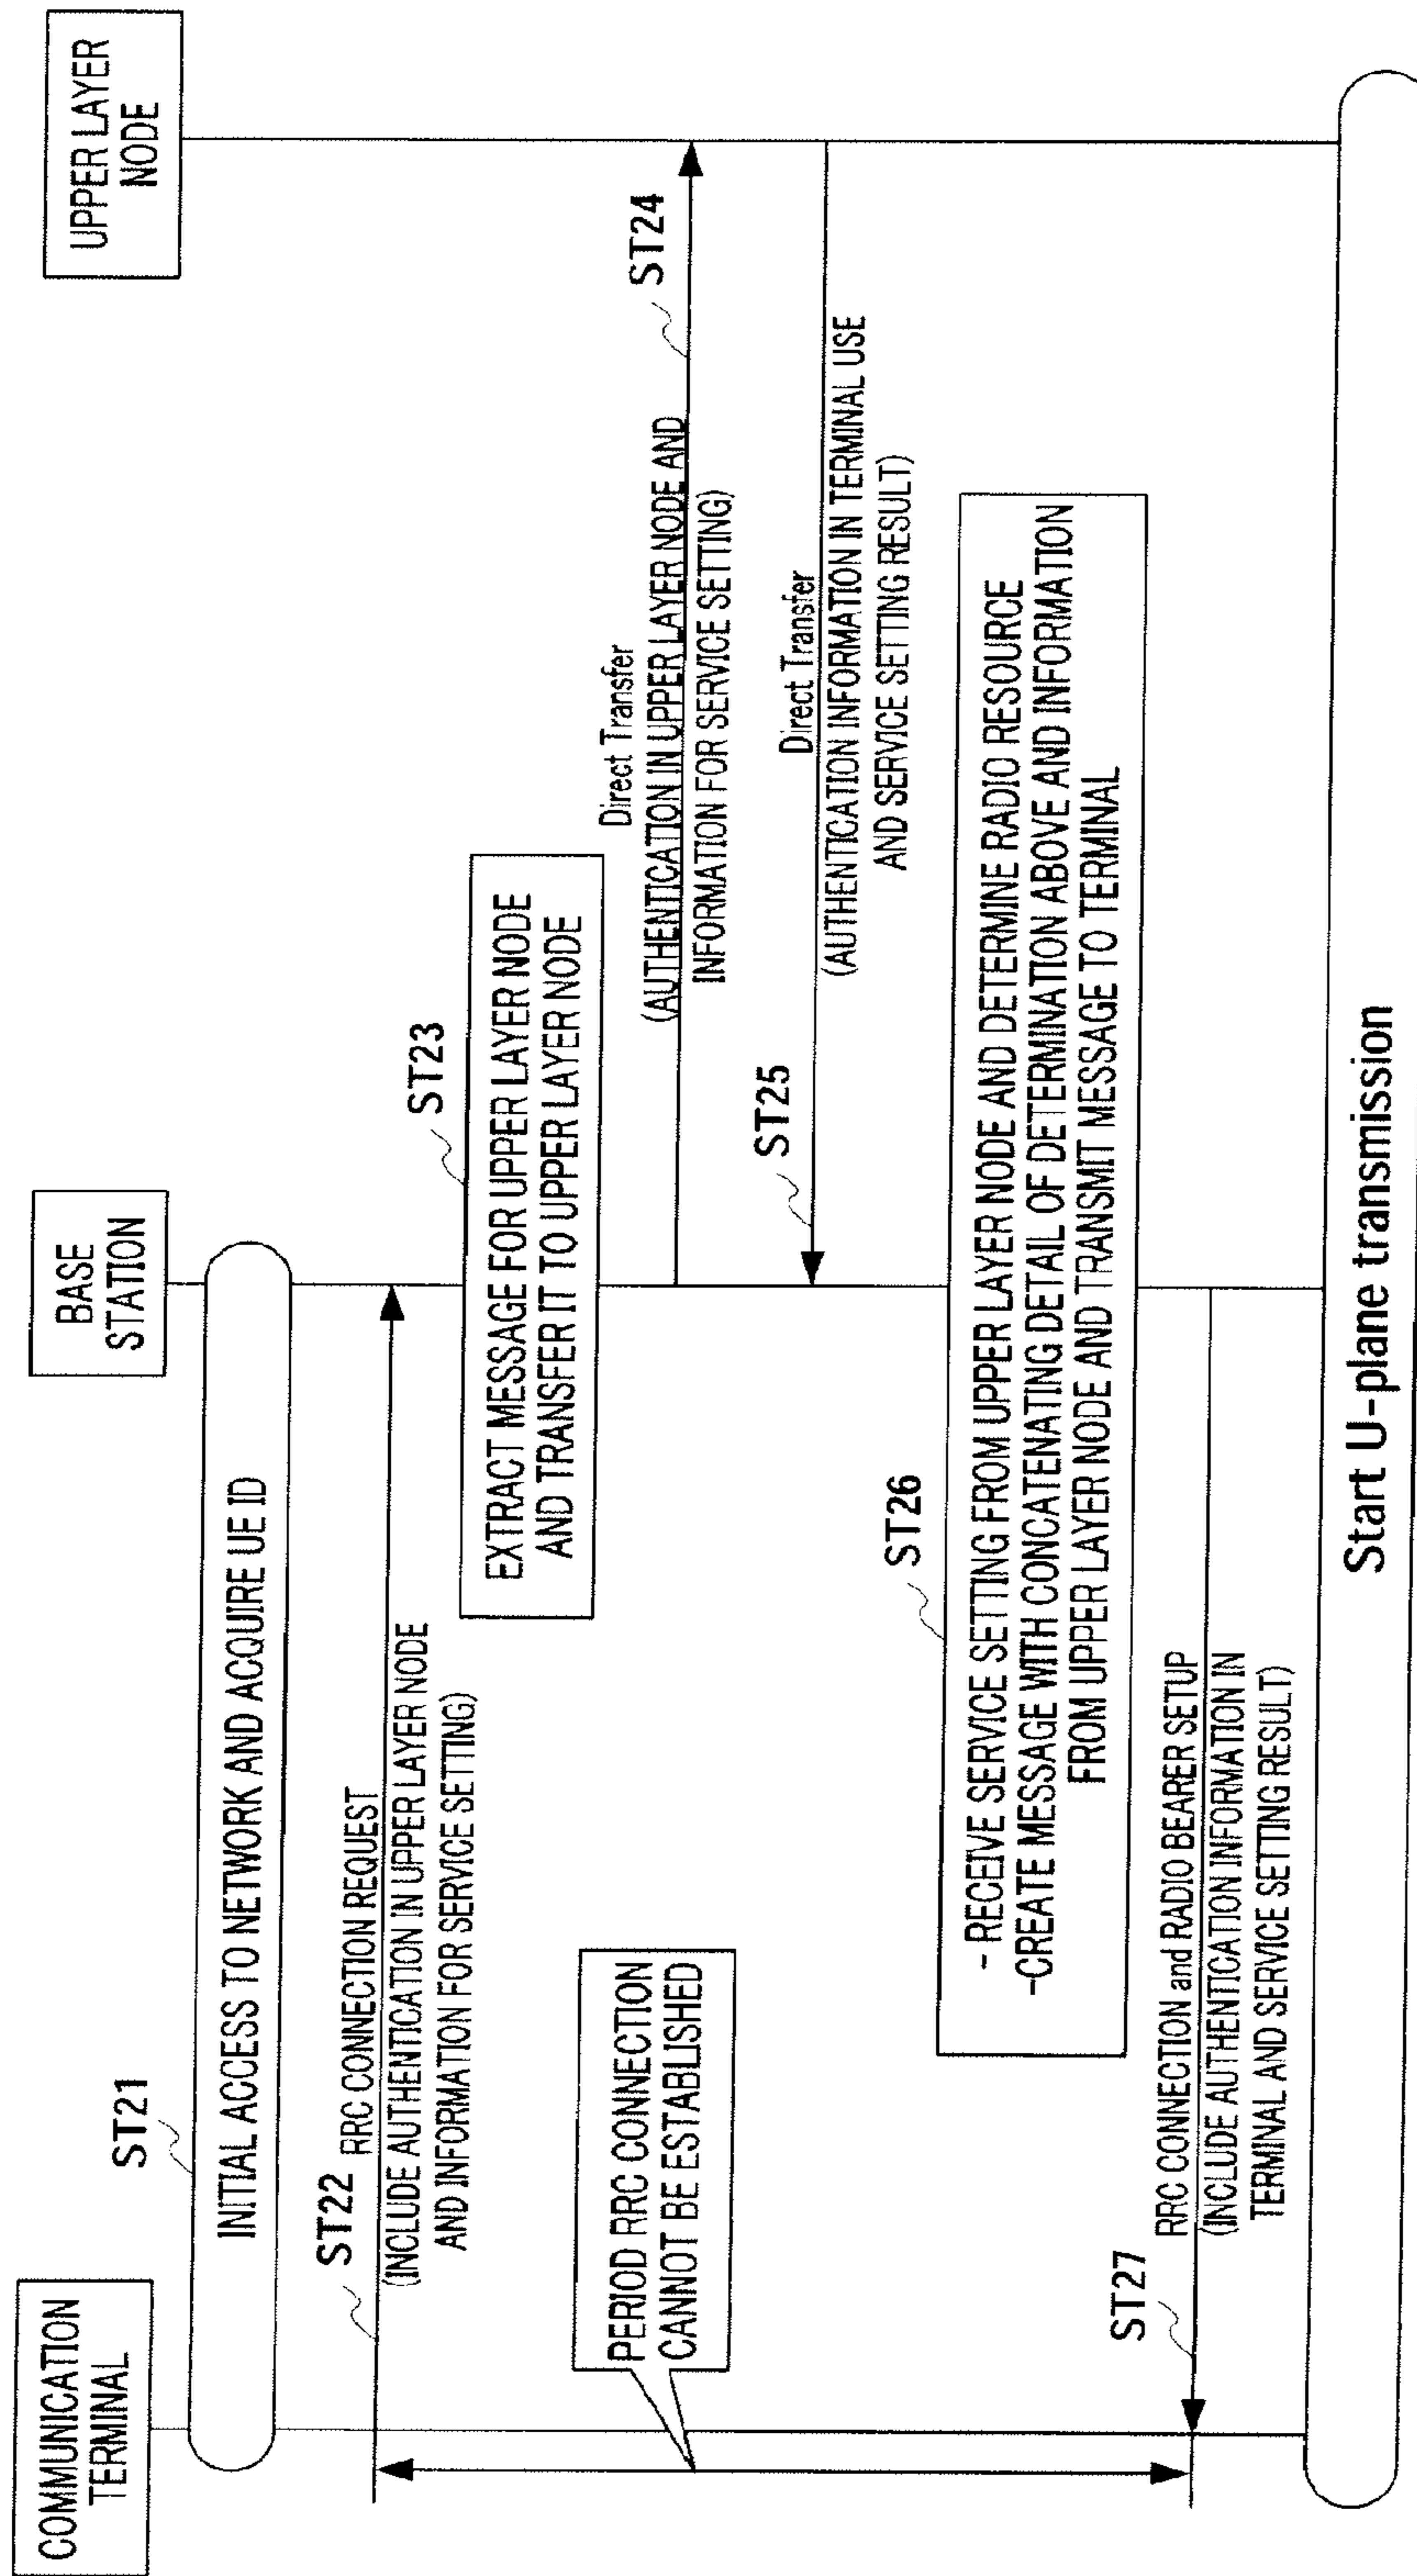 COMMUNICATION
TERMINAL
BASE
STATION
UPPER LAYER
NODE
ST21
INITIAL ACCESS TO NETWORK AND ACQUIRE UE ID
ST22
RRC CONNECTION REQUEST
(INCLUDE AUTHENTICATION IN UPPER LAYER NODE
AND INFORMATION FOR SERVICE SETTING)
ST23
EXTRACT MESSAGE FOR UPPER LAYER NODE
AND TRANSFER IT TO UPPER LAYER NODE
PERIOD RRC CONNECTION
CANNOT BE ESTABLISHED
Direct Transfer
(AUTHENTICATION IN UPPER LAYER NODE AND
INFORMATION FOR SERVICE SETTING)
ST24
ST25
Direct Transfer
(AUTHENTICATION INFORMATION IN TERMINAL USE
AND SERVICE SETTING RESULT)
ST26
- RECEIVE SERVICE SETTING FROM UPPER LAYER NODE AND DETERMINE RADIO RESOURCE
-CREATE MESSAGE WITH CONCATENATING DETAIL OF DETERMINATION ABOVE AND INFORMATION
FROM UPPER LAYER NODE AND TRANSMIT MESSAGE TO TERMINAL
ST27
RRC CONNECTION and RADIO BEARER SETUP
(INCLUDE AUTHENTICATION INFORMATION IN
TERMINAL AND SERVICE SETTING RESULT)
Start U-plane transmission